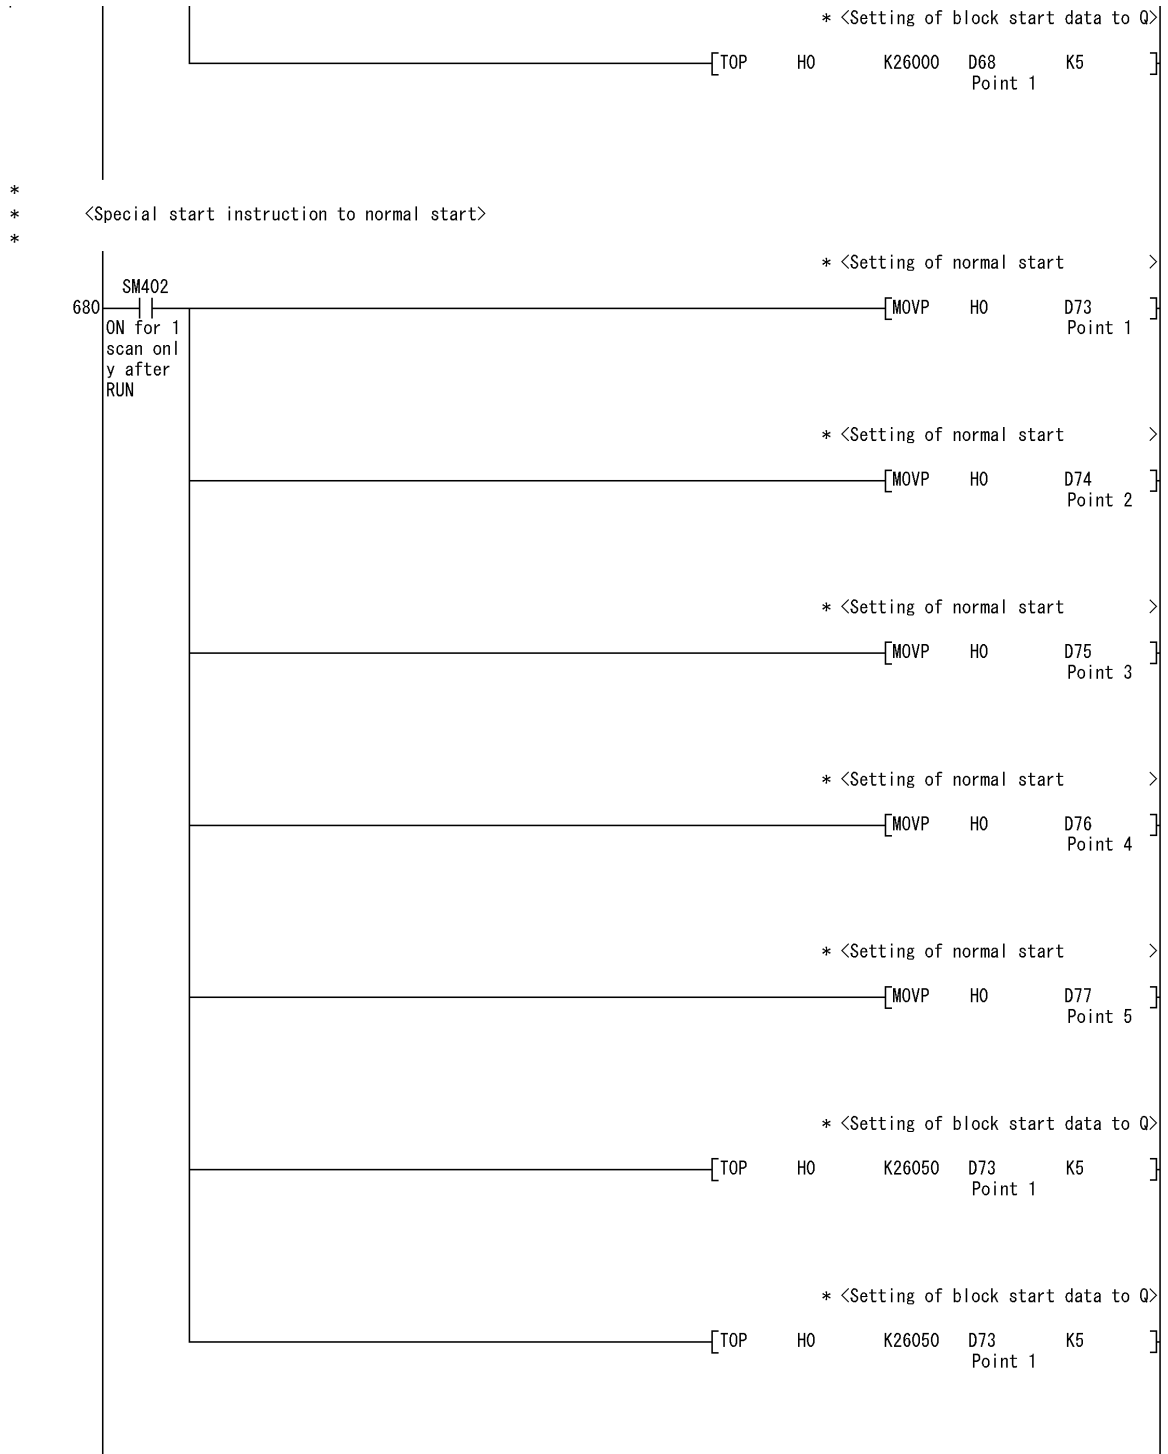 * <Setting of block start data to Q>
[TOP H0 K26000 D68 K5 ]
Point 1
*
* <Special start instruction to normal start>
*
* <Setting of normal start >
SM402
680 [MOVP H0 D73 ]
ON for 1 Point 1
scan onl
y after
RUN
* <Setting of normal start >
[MOVP H0 D74 ]
Point 2
* <Setting of normal start >
[MOVP H0 D75 ]
Point 3
* <Setting of normal start >
[MOVP H0 D76 ]
Point 4
* <Setting of normal start >
[MOVP H0 D77 ]
Point 5
* <Setting of block start data to Q>
[TOP H0 K26050 D73 K5 ]
Point 1
* <Setting of block start data to Q>
[TOP H0 K26050 D73 K5 ]
Point 1